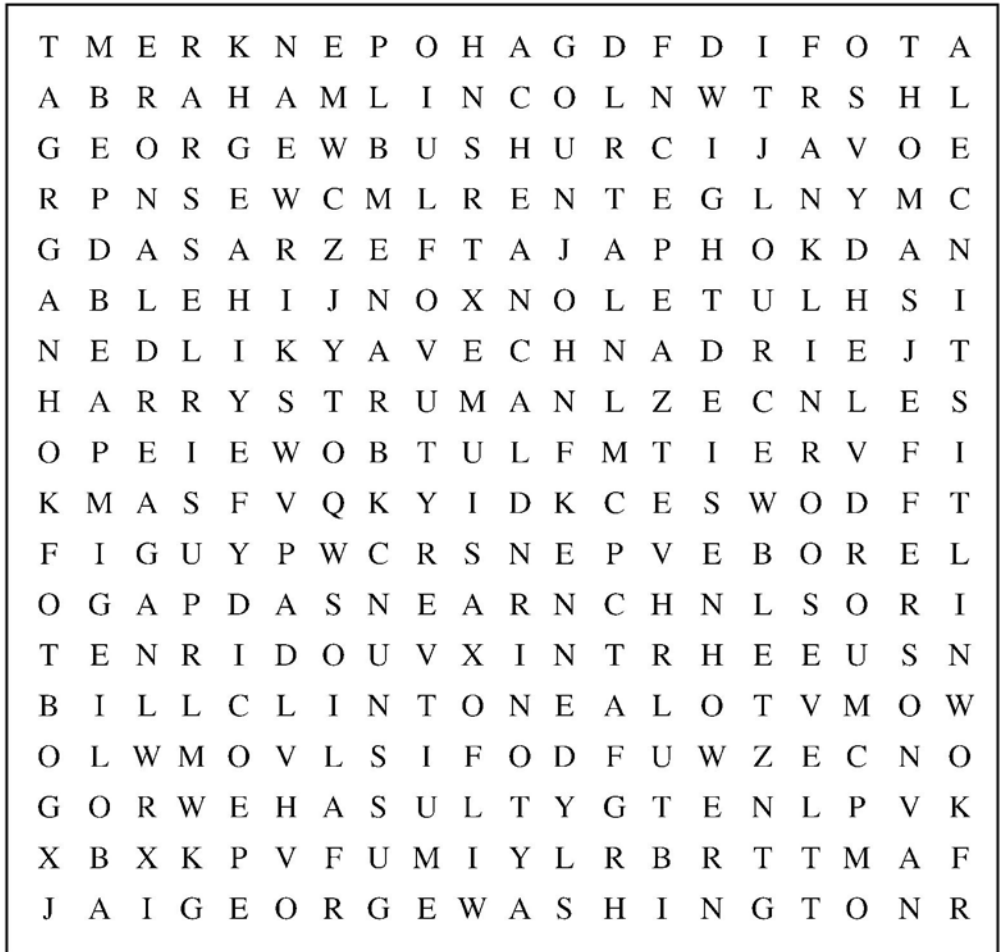 T M E R K N E P O H A G D F D I F O T A
A B R A H A M L I N C O L N W T R S H L
G E O R G E W B U S H U R C I J A V O E
R P N S E W C M L R E N T E G L N Y M C
G D A S A R Z E F T A J A P H O K D A N
A B L E H I J N O X N O L E T U L H S I
N E D L I K Y A V E C H N A D R I E J T
H A R R Y S T R U M A N L Z E C N L E S
O P E I E W O B T U L F M T I E R V F I
K M A S F V Q K Y I D K C E S W O D F T
F I G U Y P W C R S N E P V E B O R E L
O G A P D A S N E A R N C H N L S O R I
T E N R I D O U V X I N T R H E E U S N
B I L L C L I N T O N E A L O T V M O W
O L W M O V L S I F O D F U W Z E C N O
G O R W E H A S U L T Y G T E N L P V K
X B X K P V F U M I Y L R B R T T M A F
J A I G E O R G E W A S H I N G T O N R